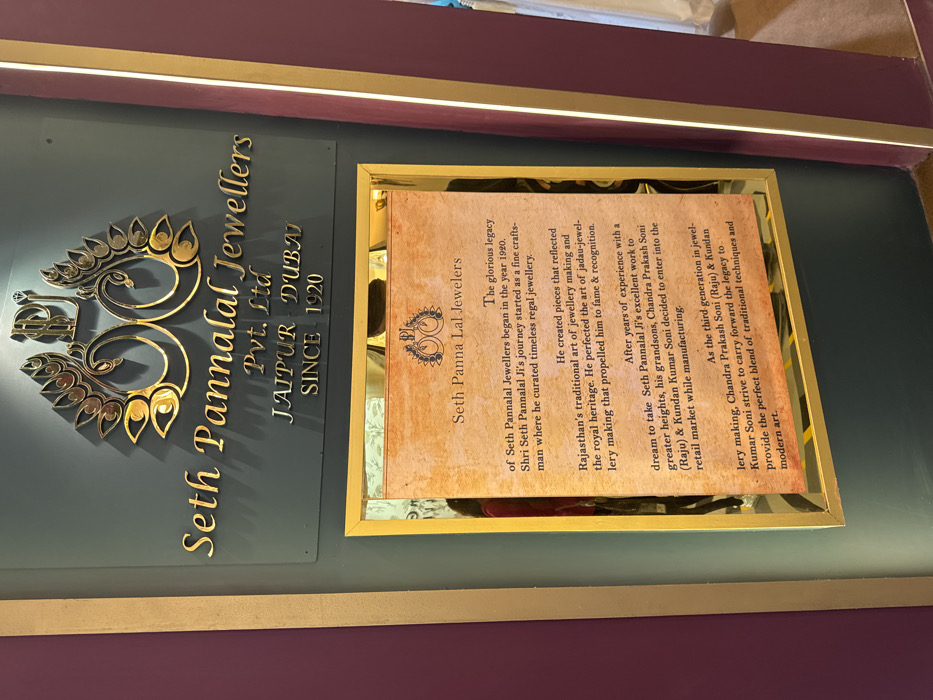 SPJ
Seth Pannalal Jewellers
Pvt. Ltd
JAIPUR - DUBAI
SINCE 1920
SPJ
Seth Panna Lal Jewelers
The glorious legacy
of Seth Pannalal Jewellers began in the year 1920.
Shri Seth Pannalal Ji's journey started as a fine crafts-
man where he curated timeless regal jewellery.
He created pieces that reflected
Rajasthan's traditional art of jewellery making and
the royal heritage. He perfected the art of jadau-jewel-
lery making that propelled him to fame & recognition.
After years of experience with a
dream to take Seth Pannalal Ji's excellent work to
greater heights, his grandsons, Chandra Prakash Soni
(Raju) & Kundan Kumar Soni decided to enter into the
retail market while manufacturing.
As the third generation in jewel-
lery making, Chandra Prakash Soni (Raju) & Kundan
Kumar Soni strive to carry forward the legacy to
provide the perfect blend of traditional techniques and
modern art.